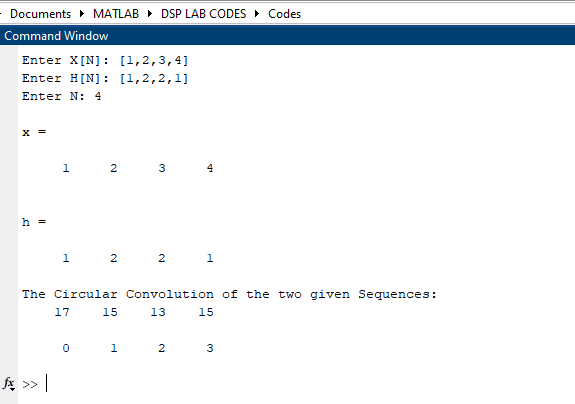 Documents ▸ MATLAB ▸ DSP LAB CODES ▸ Codes
Command Window
Enter X[N]: [1,2,3,4]
Enter H[N]: [1,2,2,1]
Enter N: 4
x =
1 2 3 4
h =
1 2 2 1
The Circular Convolution of the two given Sequences:
17 15 13 15
0 1 2 3
fx >>